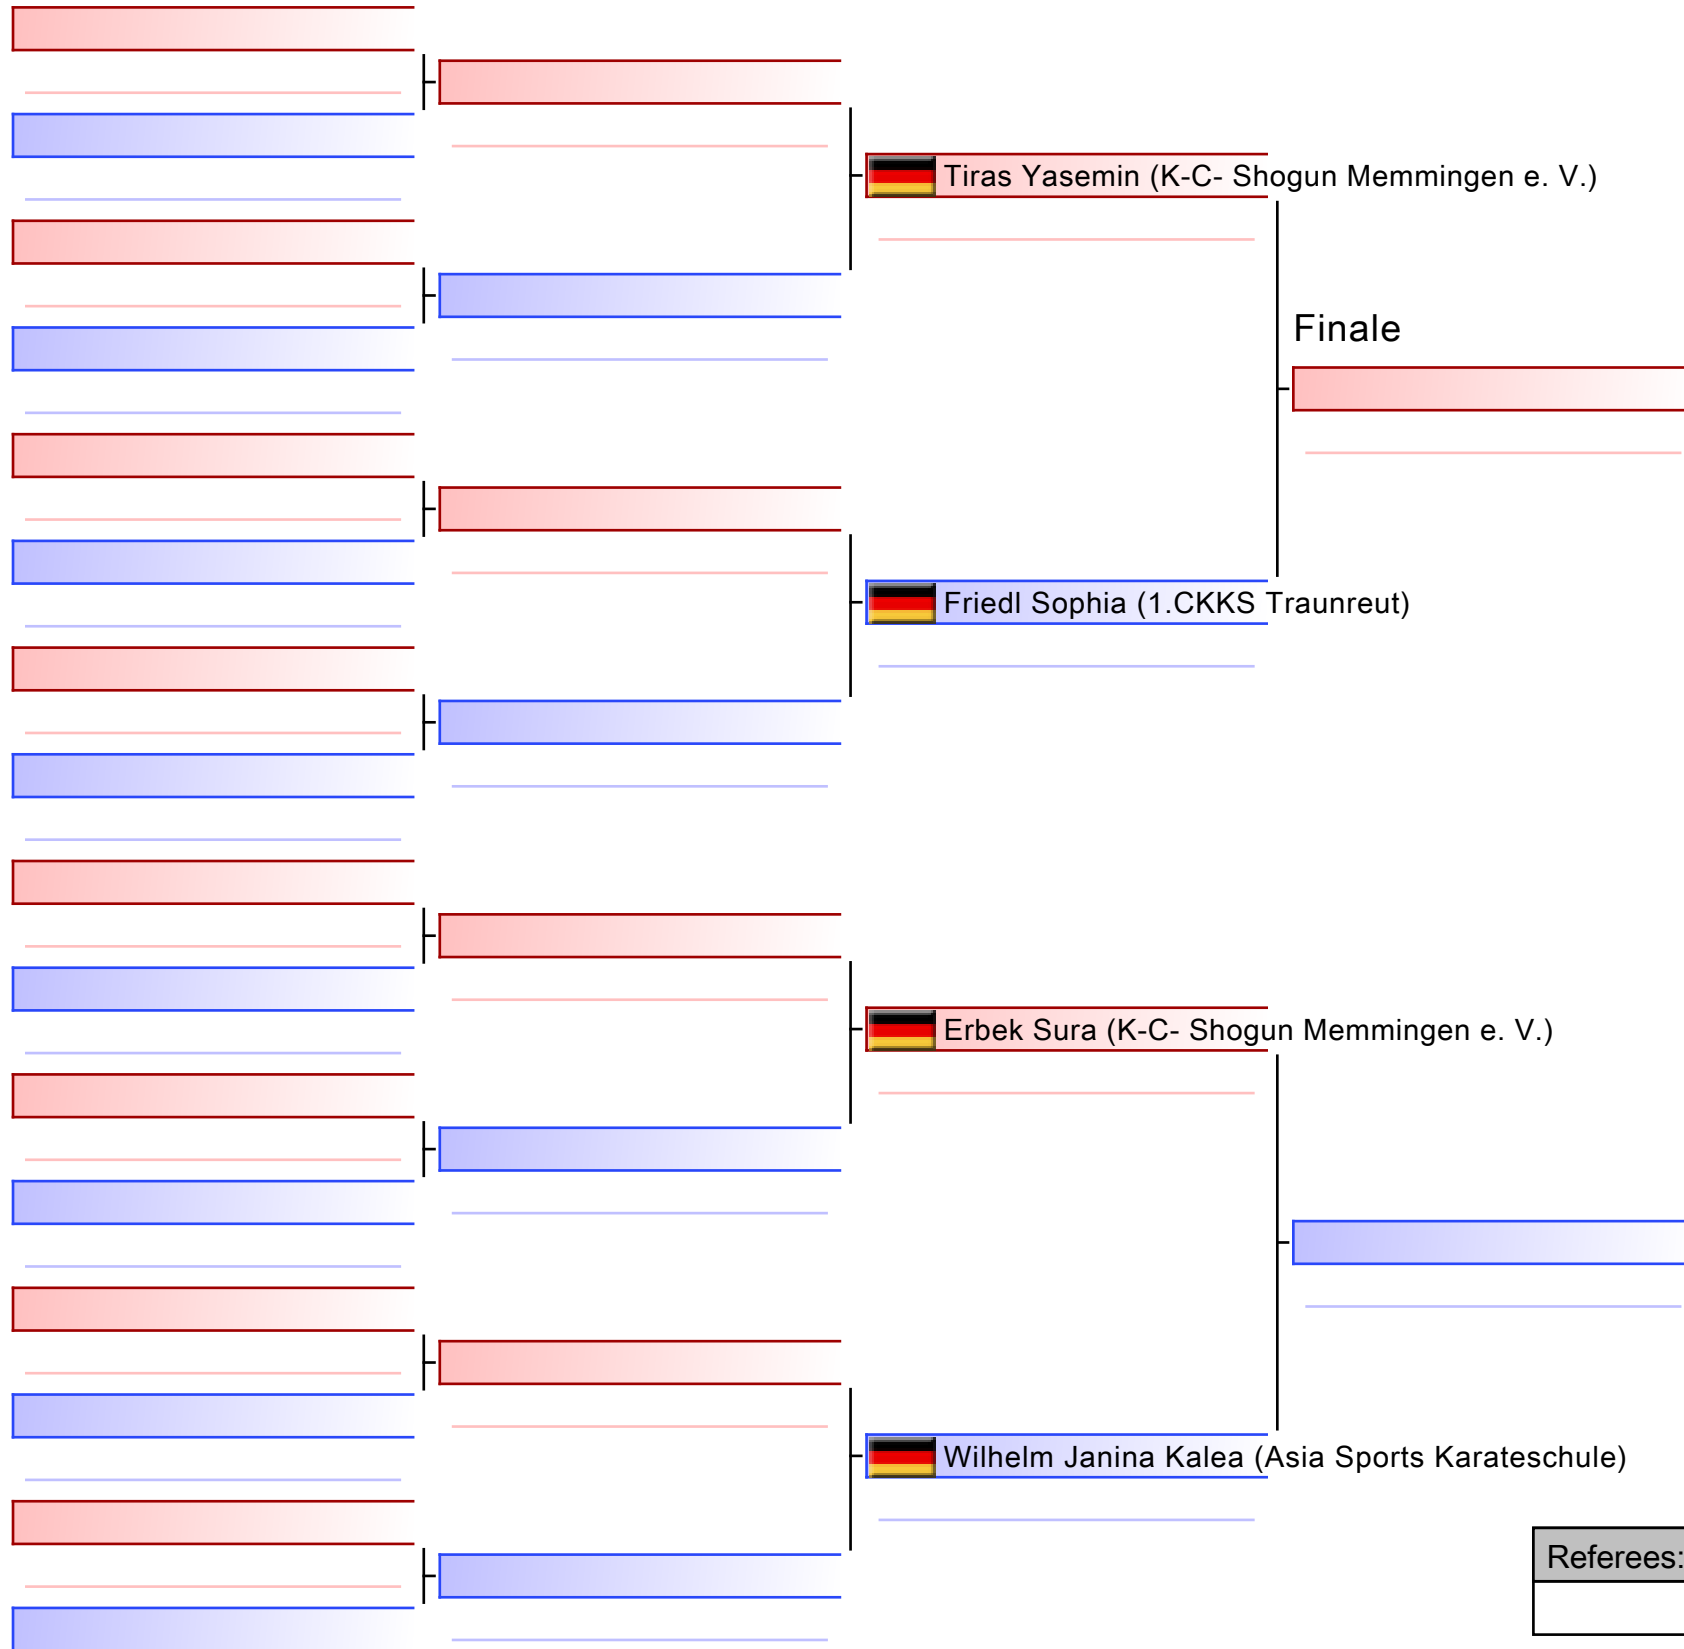 Tiras Yasemin (K-C- Shogun Memmingen e. V.)
Finale
Friedl Sophia (1.CKKS Traunreut)
Erbek Sura (K-C- Shogun Memmingen e. V.)
Wilhelm Janina Kalea (Asia Sports Karateschule)
Referees: